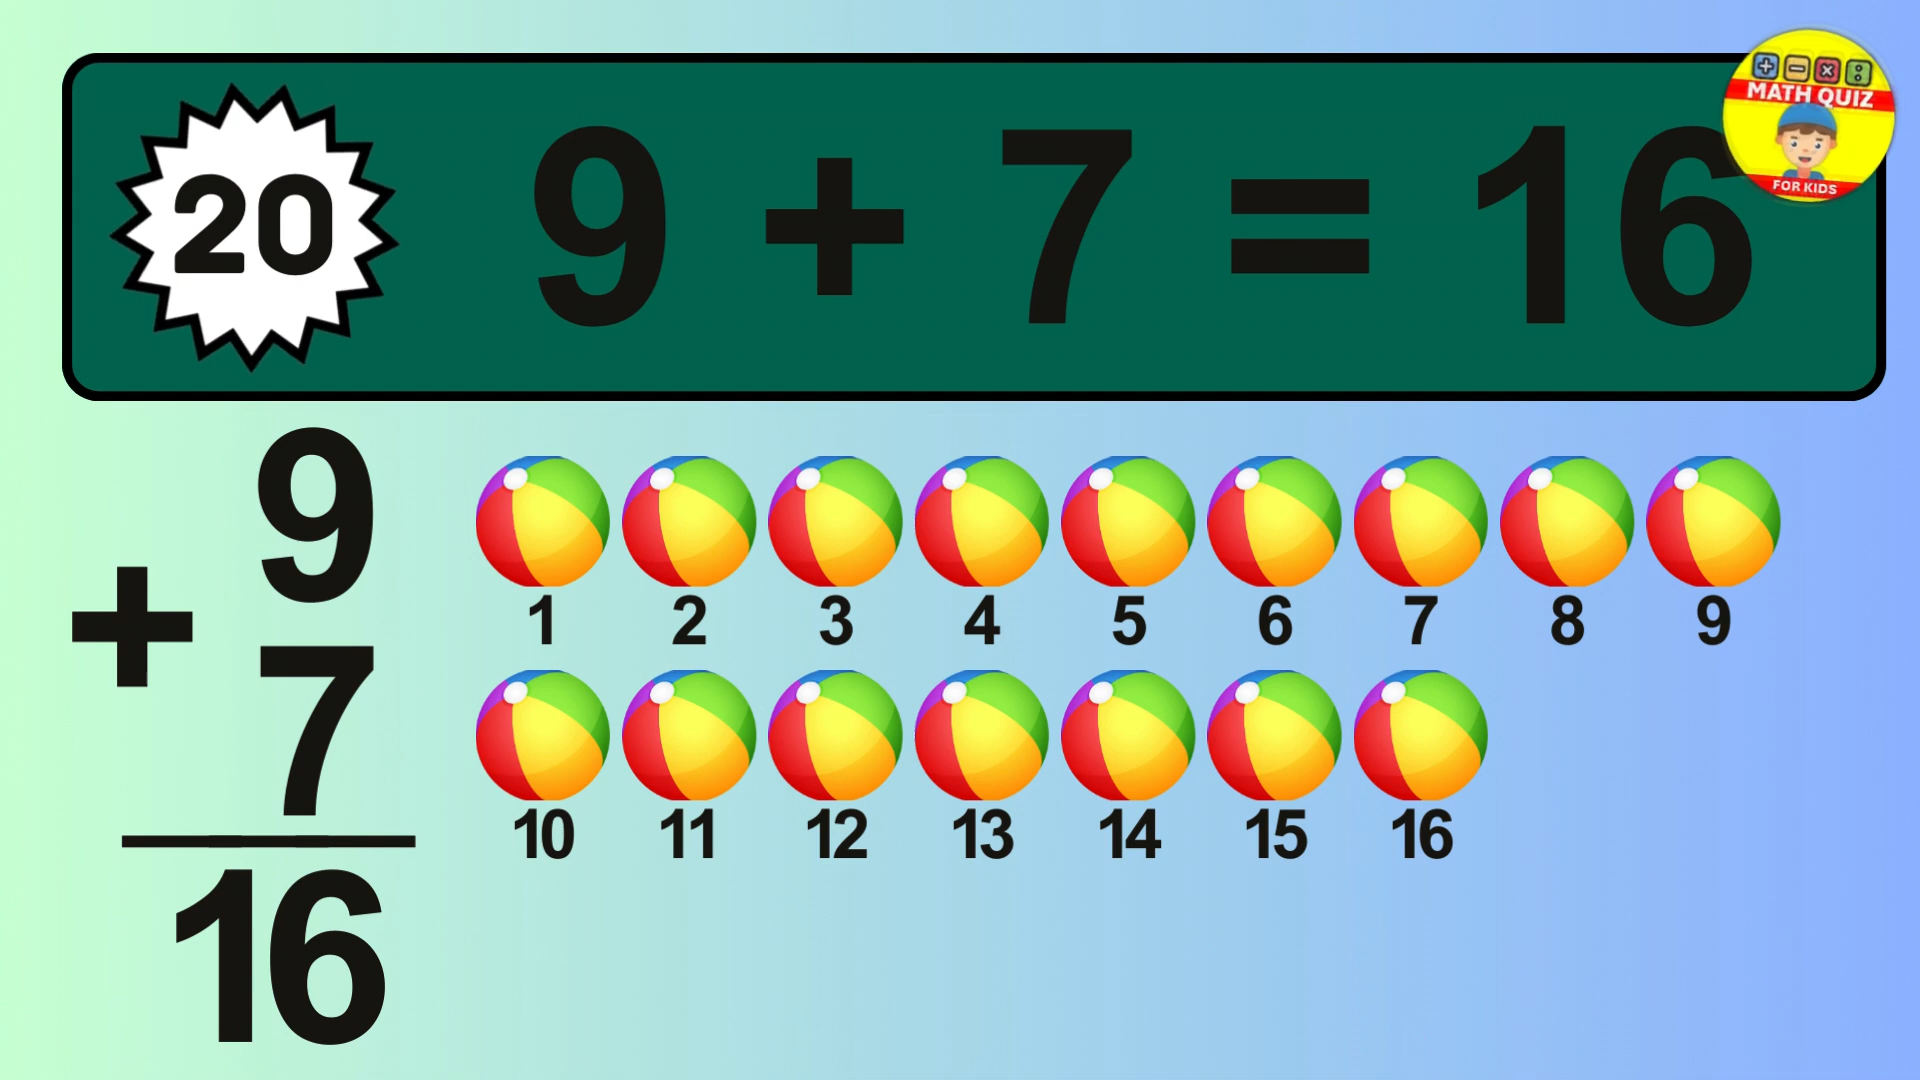 20 9 + 7 = 16
+ - × :
MATH QUIZ
FOR KIDS
9
+
7
16
1 2 3 4 5 6 7 8 9
10 11 12 13 14 15 16